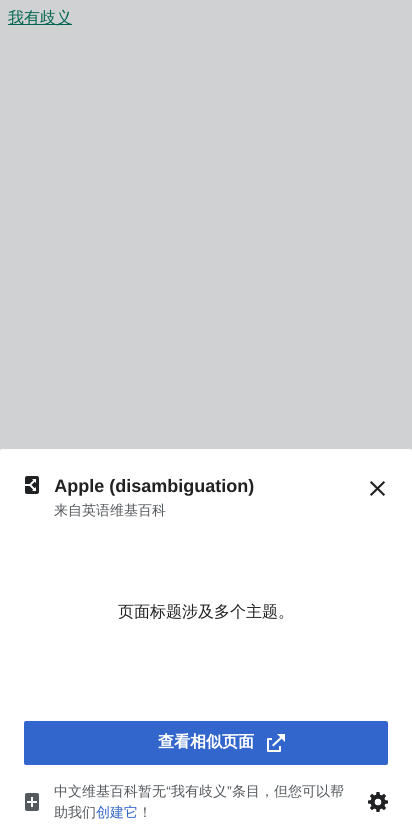 我有歧义
Apple (disambiguation)
来自英语维基百科
页面标题涉及多个主题。
查看相似页面
中文维基百科暂无“我有歧义”条目，但您可以帮
助我们创建它！